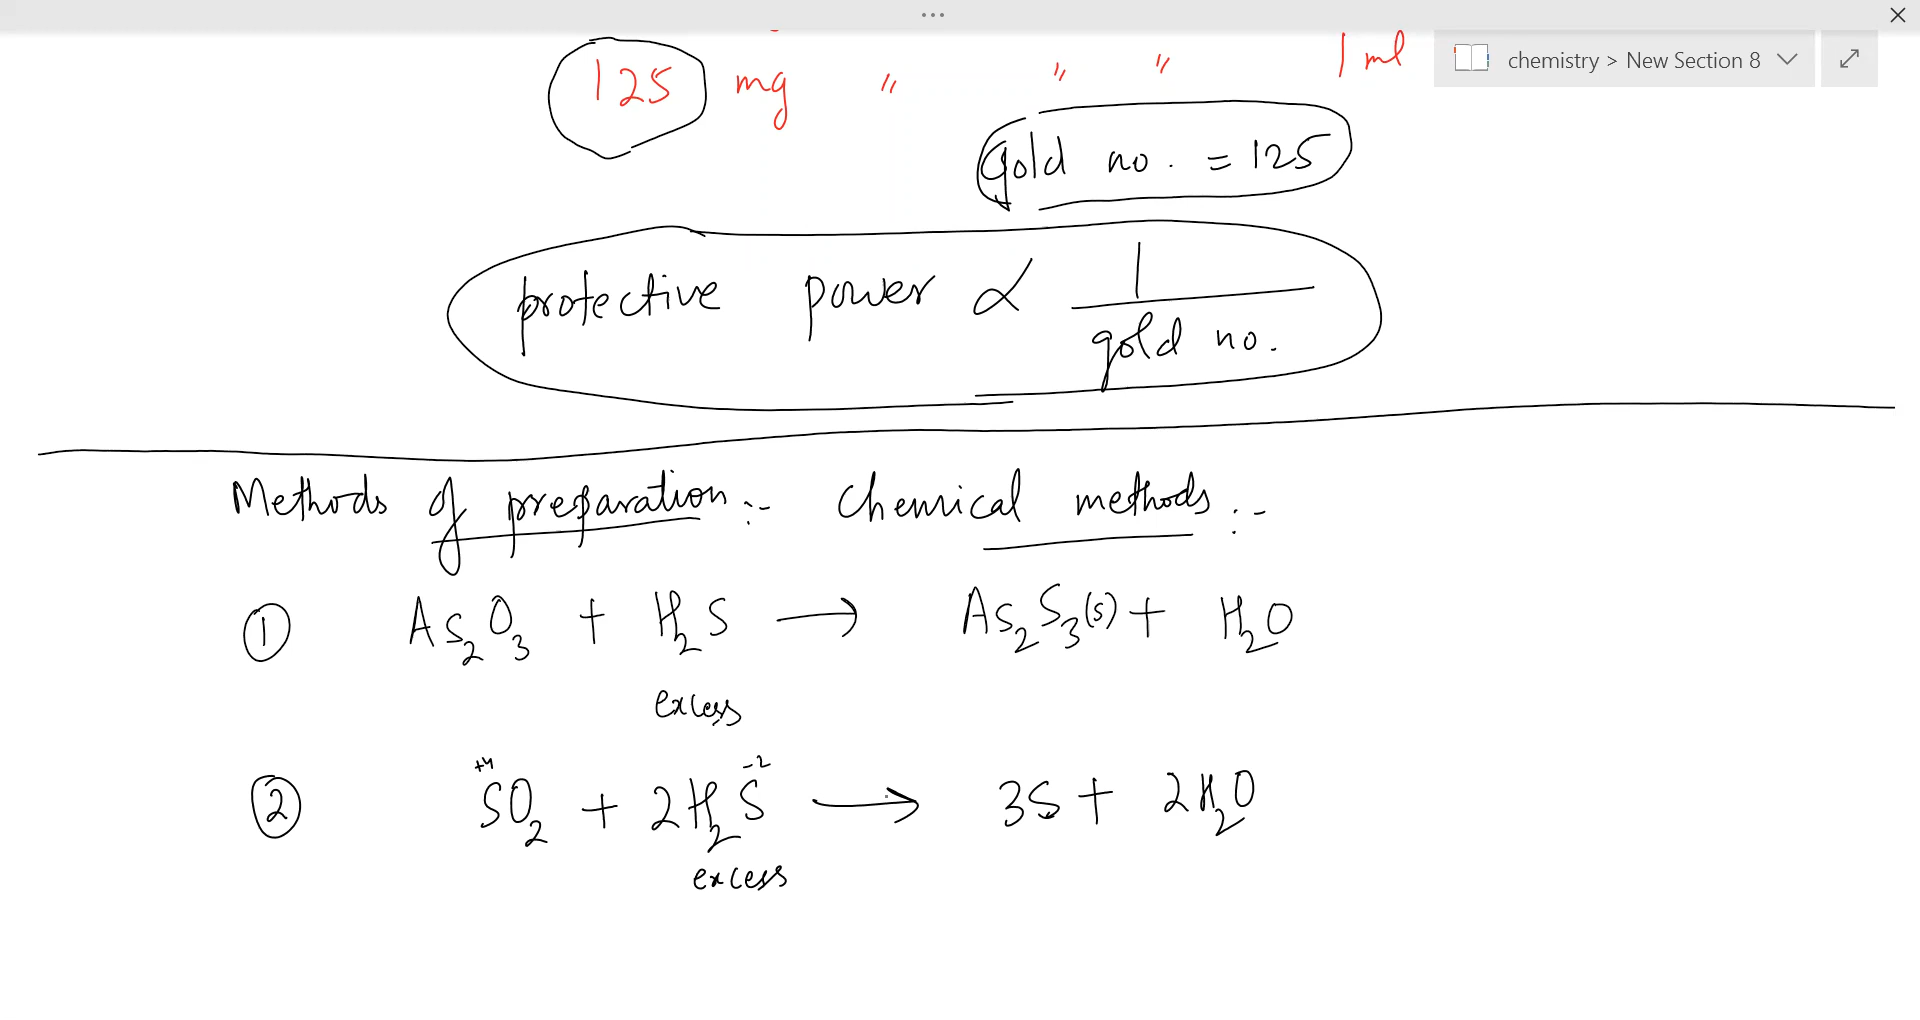 125 mg " " " 1 ml
chemistry > New Section 8
gold no. = 125
protective power ∝ 1 / gold no.
Methods of preparation :- Chemical methods :-
① As₂O₃ + H₂S → As₂S₃(s) + H₂O
excess
② SO₂ + 2H₂S → 3S + 2H₂O
+4 -2
excess